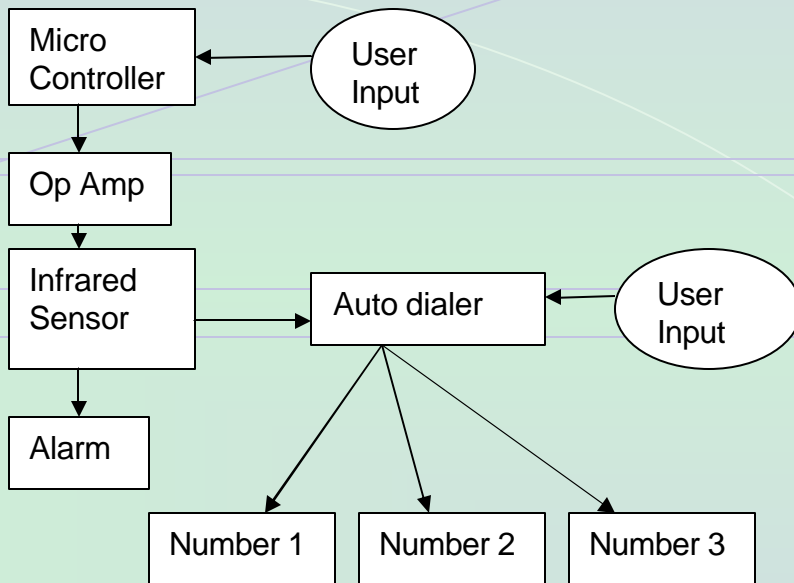 Micro
Controller
User
Input
Op Amp
Infrared
Sensor
Auto dialer
User
Input
Alarm
Number 1
Number 2
Number 3